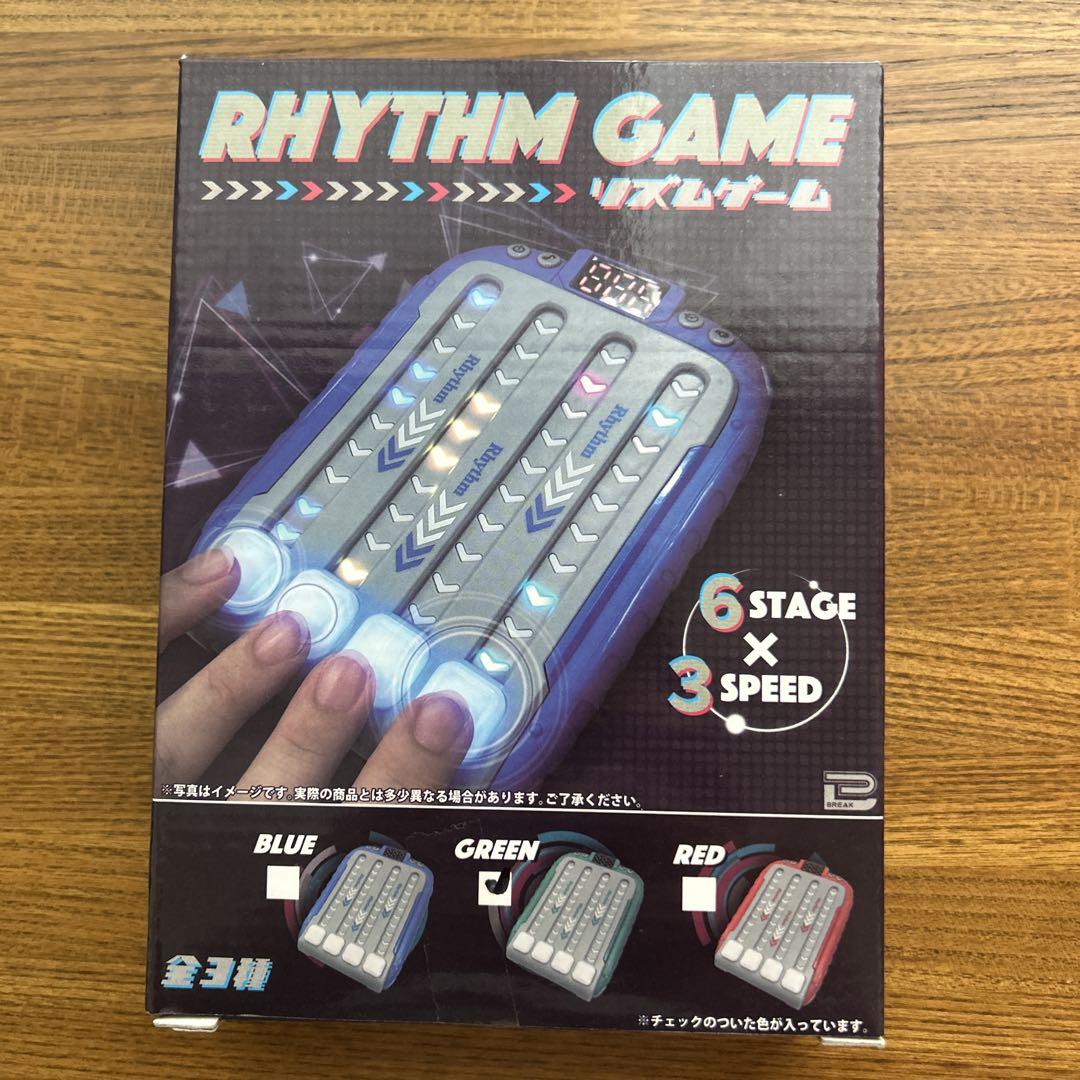 RHYTHM GAME
リズムゲーム
888
Rhythm
Rhythm
Rhythm
6 STAGE
×
3 SPEED
※写真はイメージです。実際の商品とは多少異なる場合があります。ご了承ください。
BREAK
BLUE
GREEN
RED
全3種
※チェックのついた色が入っています。